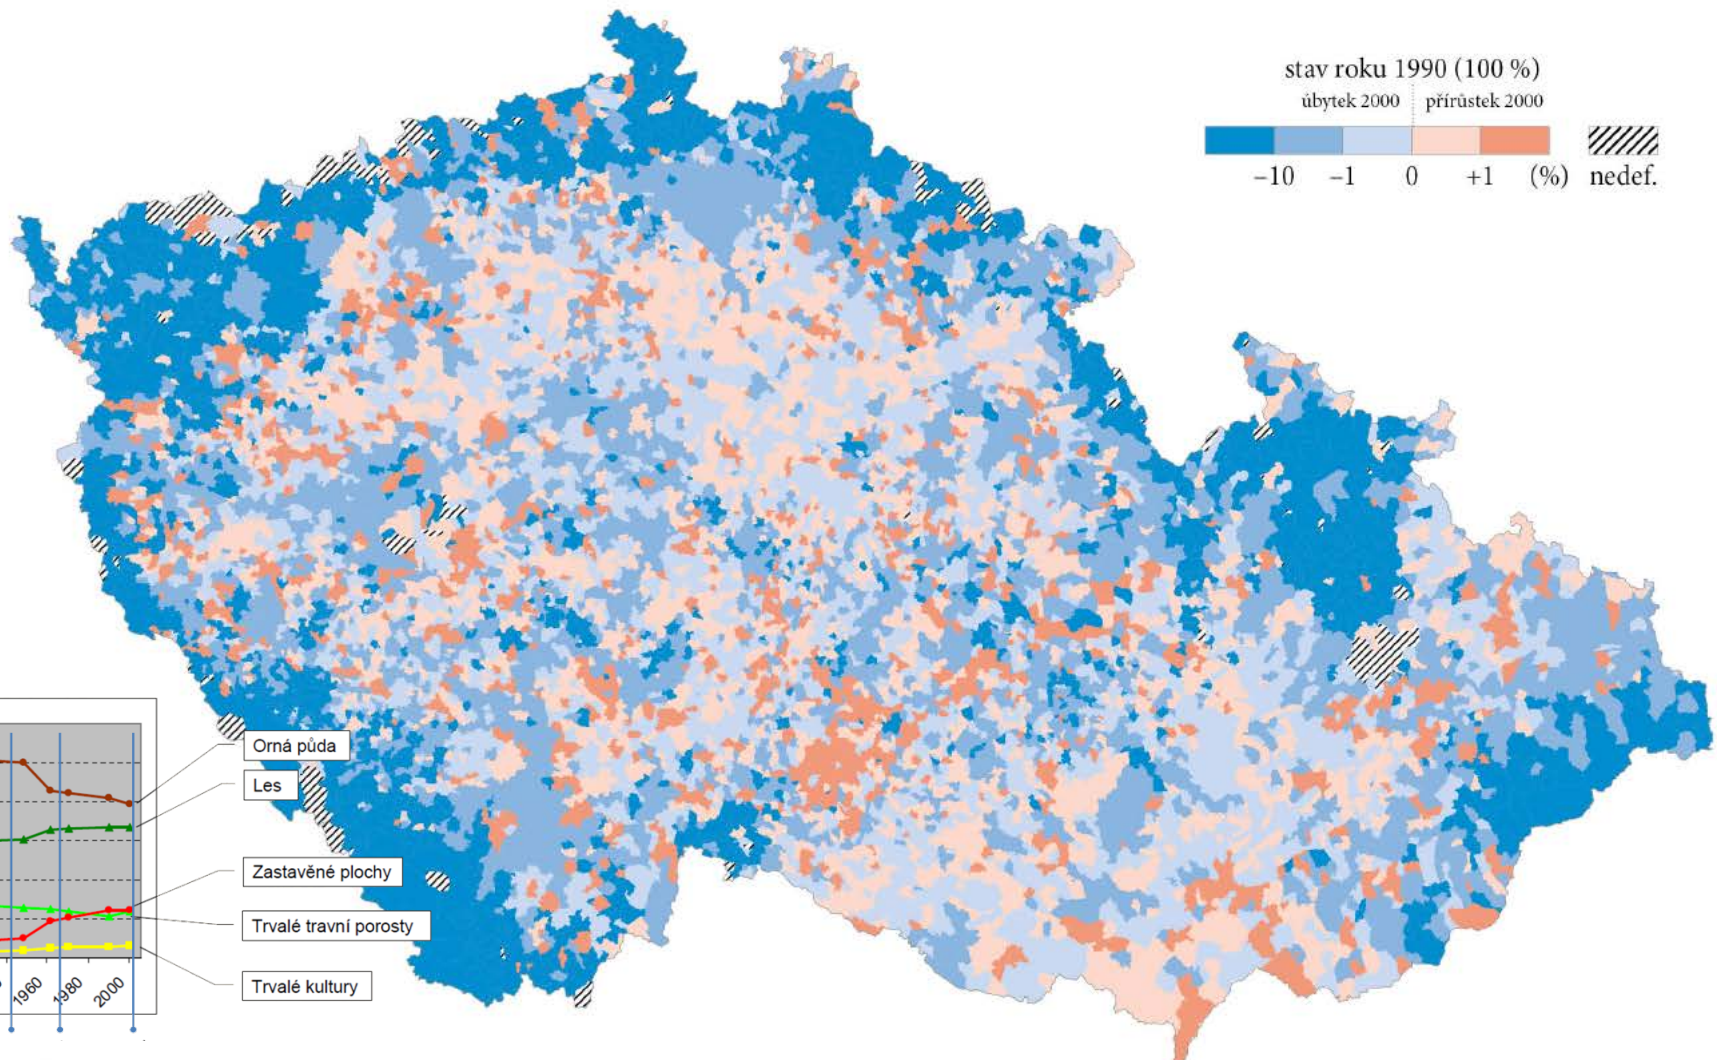 stav roku 1990 (100 %)
úbytek 2000 přírůstek 2000
−10 −1 0 +1 (%) nedef.
Orná půda
Les
Zastavěné plochy
Trvalé travní porosty
Trvalé kultury
1960 1980 2000